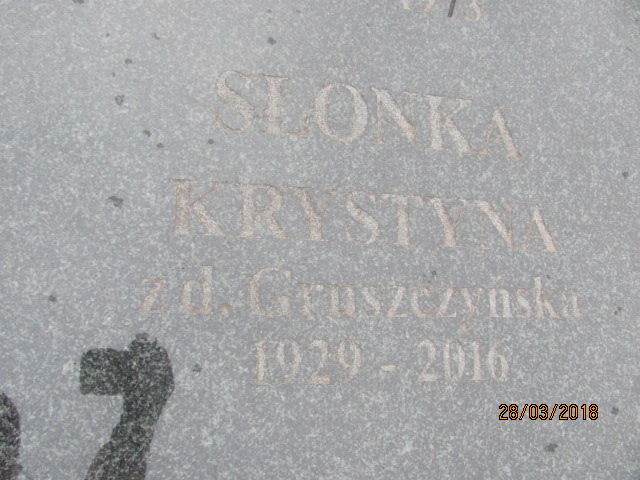 SŁONKA
KRYSTYNA
z d. Gruszczyńska
1929 - 2016
28/03/2018